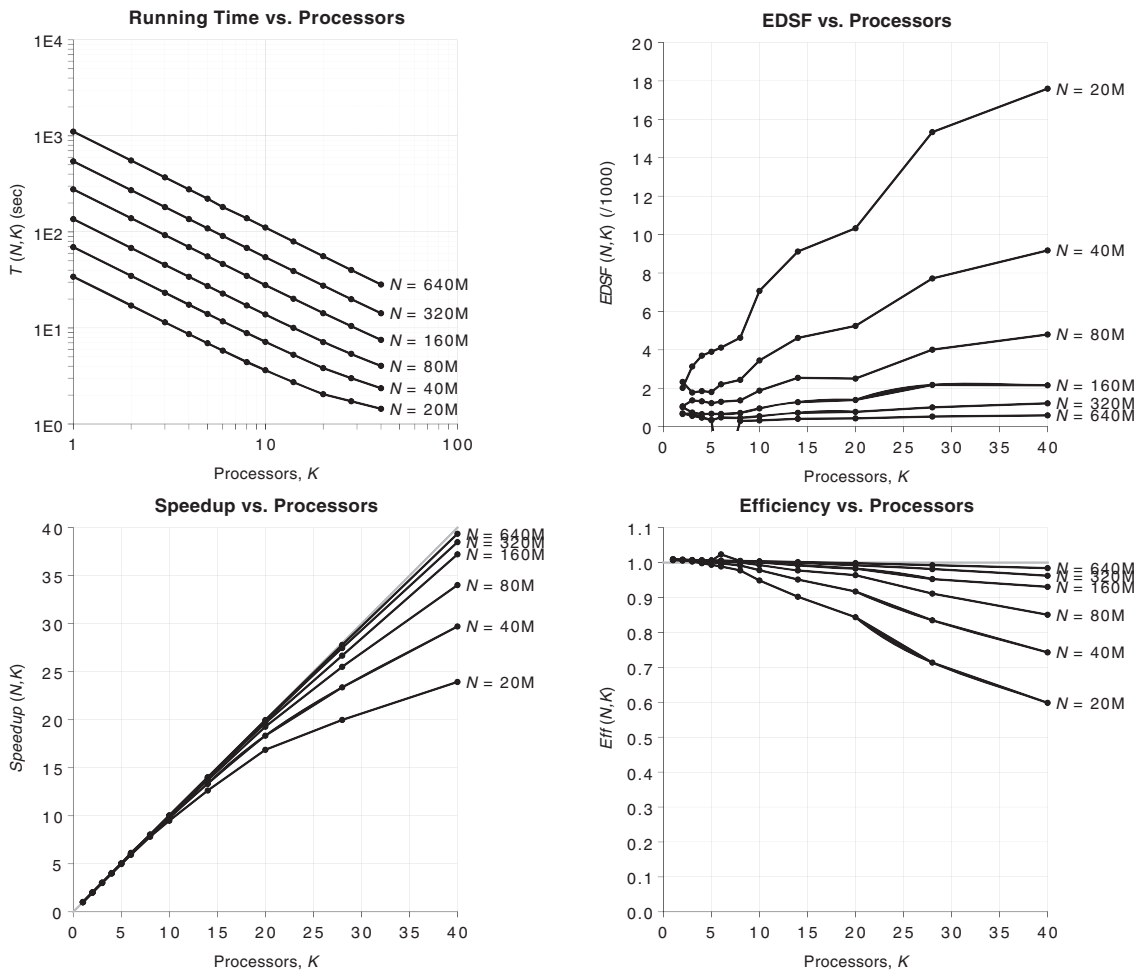 Running Time vs. Processors
1E4
1E3
1E2
1E1
1E0
T (N,K) (sec)
N = 640M
N = 320M
N = 160M
N = 80M
N = 40M
N = 20M
1 10 100
Processors, K
EDSF vs. Processors
20
18
16
14
12
10
8
6
4
2
0
EDSF (N,K) (/1000)
N = 20M
N = 40M
N = 80M
N = 160M
N = 320M
N = 640M
0 5 10 15 20 25 30 35 40
Processors, K
Speedup vs. Processors
40
35
30
25
20
15
10
5
0
Speedup (N,K)
N = 640M
N = 320M
N = 160M
N = 80M
N = 40M
N = 20M
0 5 10 15 20 25 30 35 40
Processors, K
Efficiency vs. Processors
1.1
1.0
0.9
0.8
0.7
0.6
0.5
0.4
0.3
0.2
0.1
0.0
Eff (N,K)
N = 640M
N = 320M
N = 160M
N = 80M
N = 40M
N = 20M
0 5 10 15 20 25 30 35 40
Processors, K